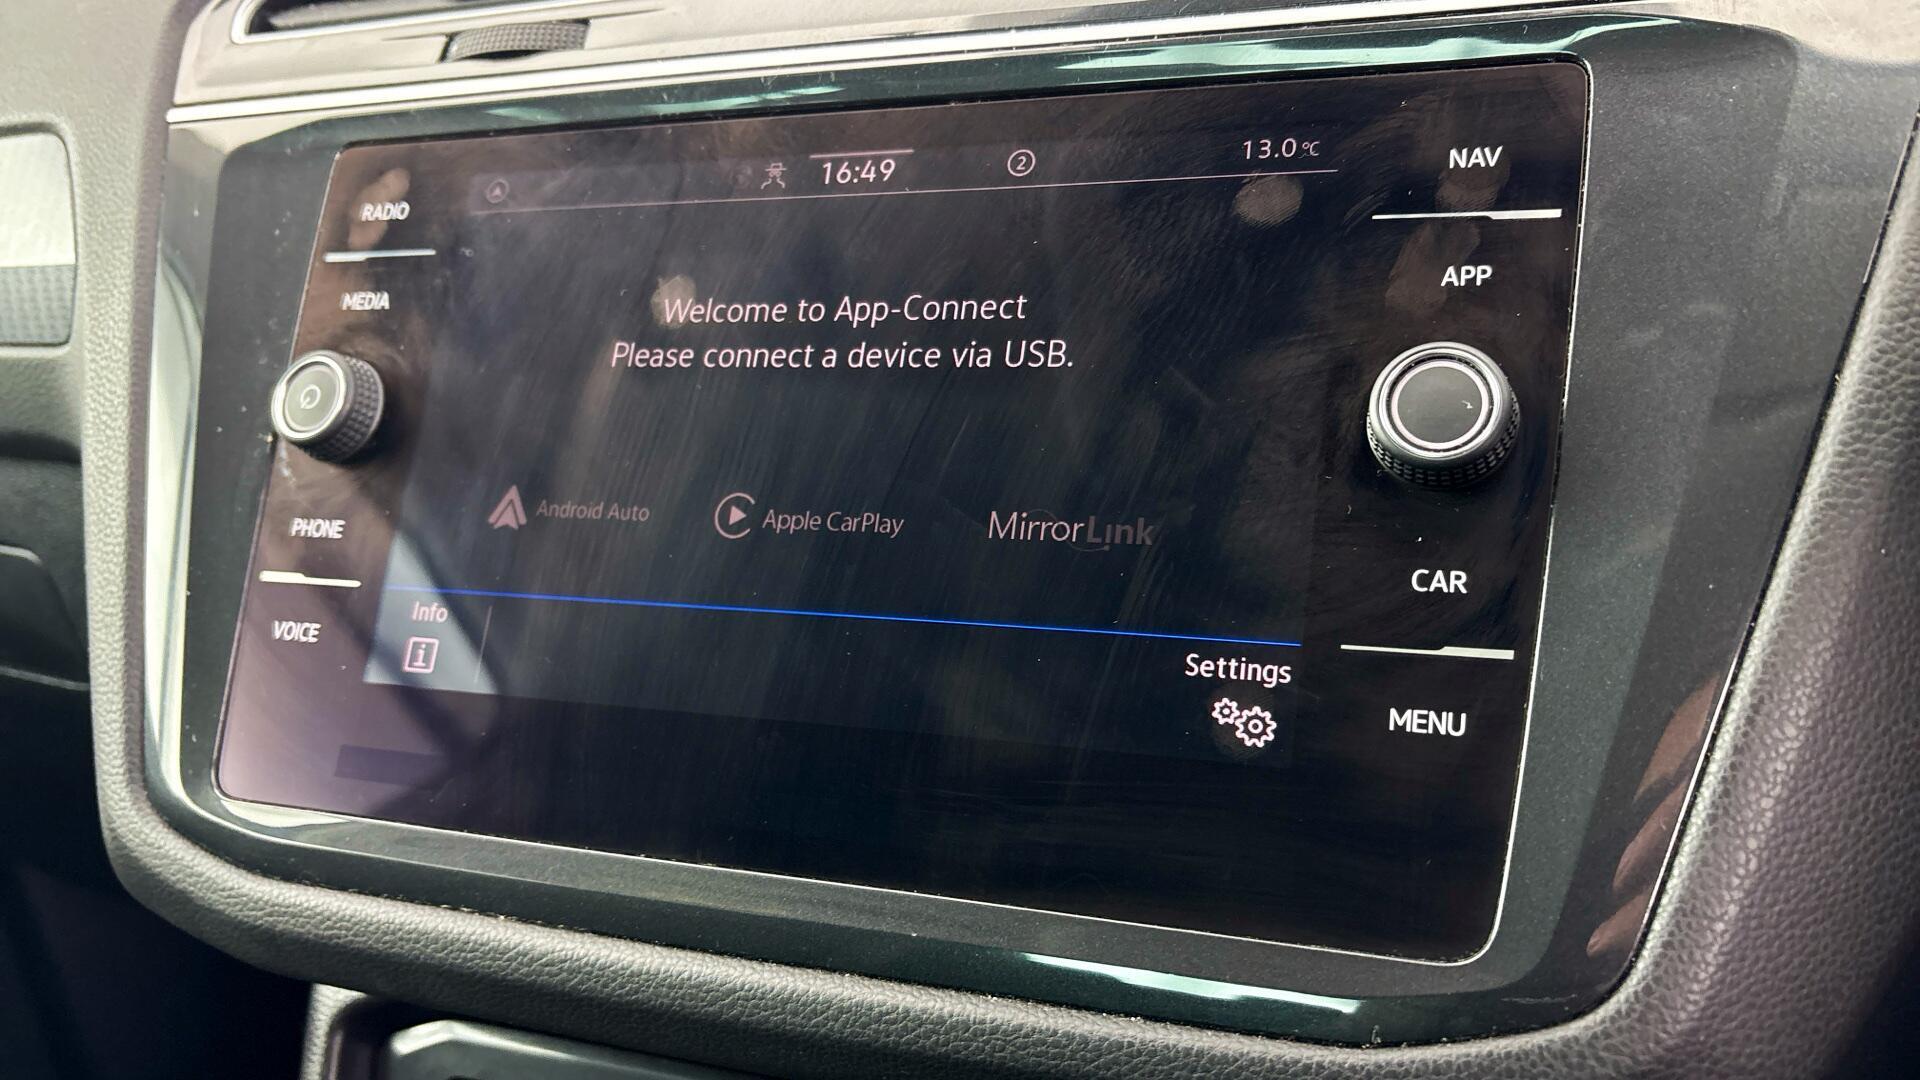 16:49
2
13.0 °C
RADIO
MEDIA
PHONE
VOICE
Welcome to App-Connect
Please connect a device via USB.
Android Auto
Apple CarPlay
MirrorLink
Info
i
Settings
NAV
APP
CAR
MENU